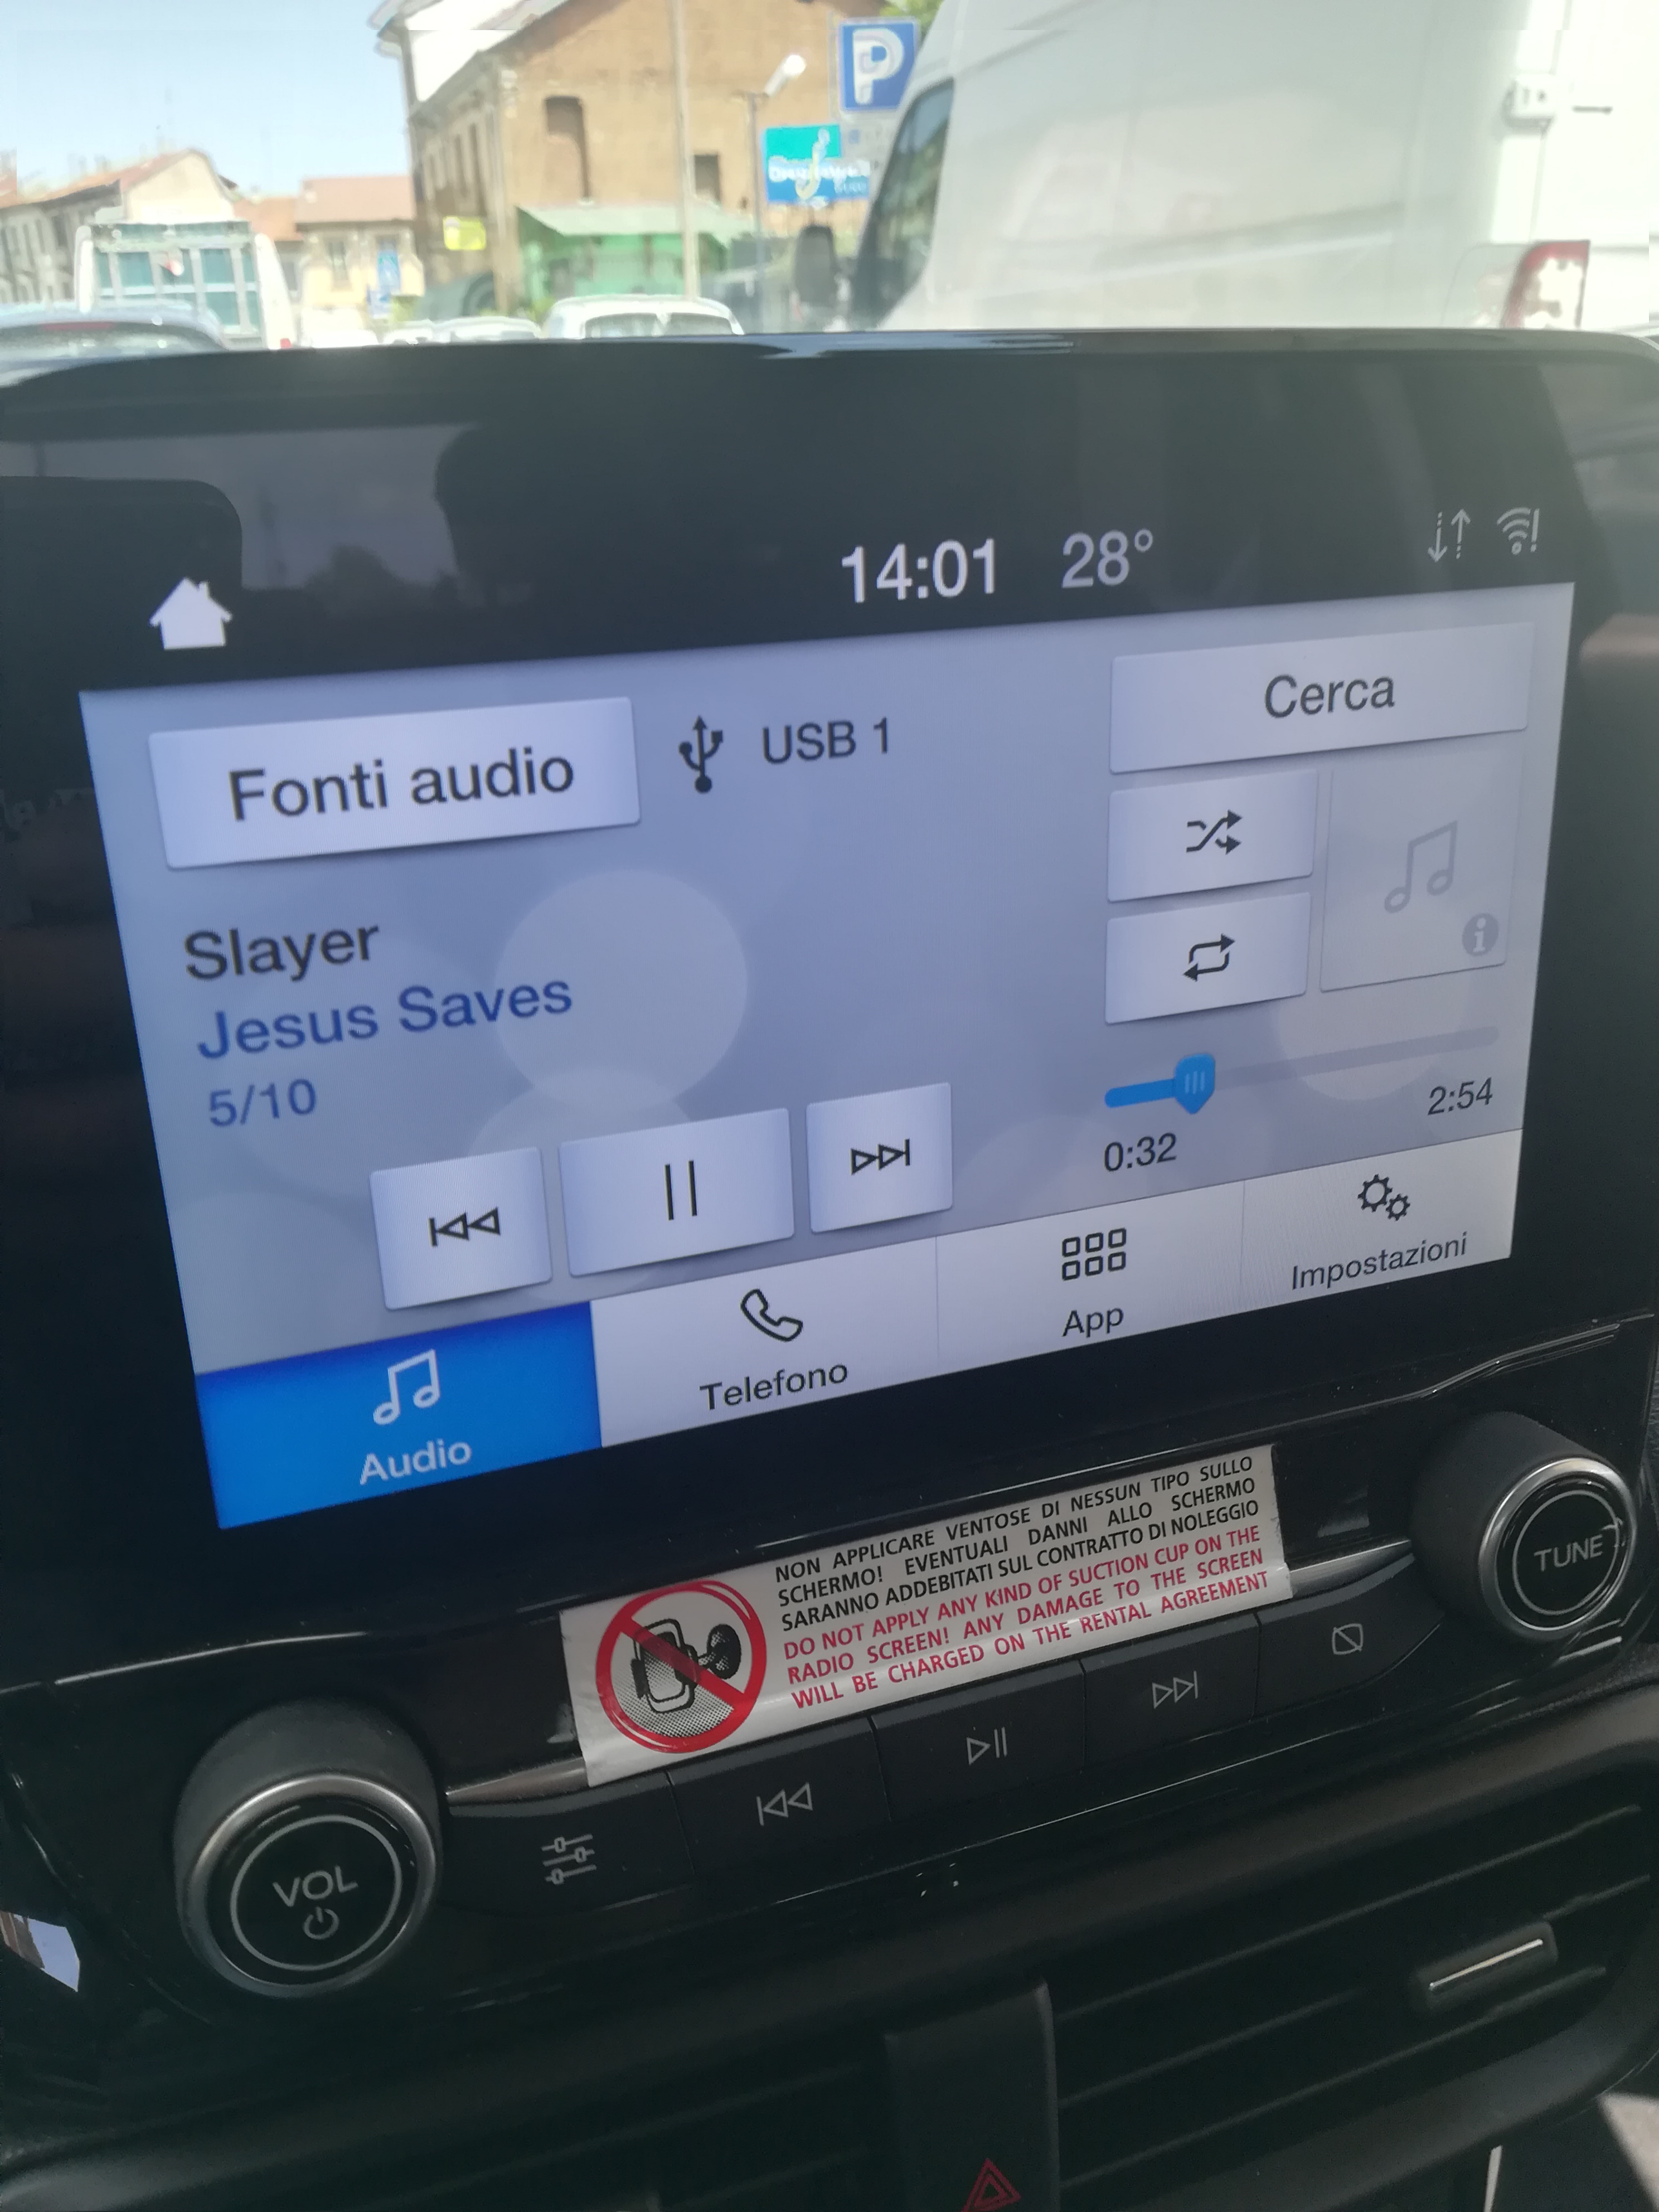 P
14:01 28°
Fonti audio
USB 1
Cerca
Slayer
Jesus Saves
5/10
0:32
2:54
Audio
Telefono
App
Impostazioni
NON APPLICARE VENTOSE DI NESSUN TIPO SULLO
SCHERMO! EVENTUALI DANNI ALLO SCHERMO
SARANNO ADDEBITATI SUL CONTRATTO DI NOLEGGIO
DO NOT APPLY ANY KIND OF SUCTION CUP ON THE
RADIO SCREEN! ANY DAMAGE TO THE SCREEN
WILL BE CHARGED ON THE RENTAL AGREEMENT
TUNE
VOL